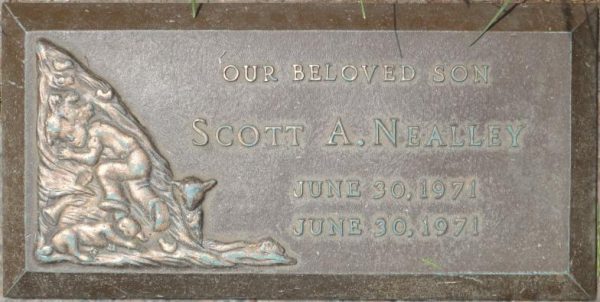 OUR BELOVED SON
SCOTT A. NEALLEY
JUNE 30, 1971
JUNE 30, 1971